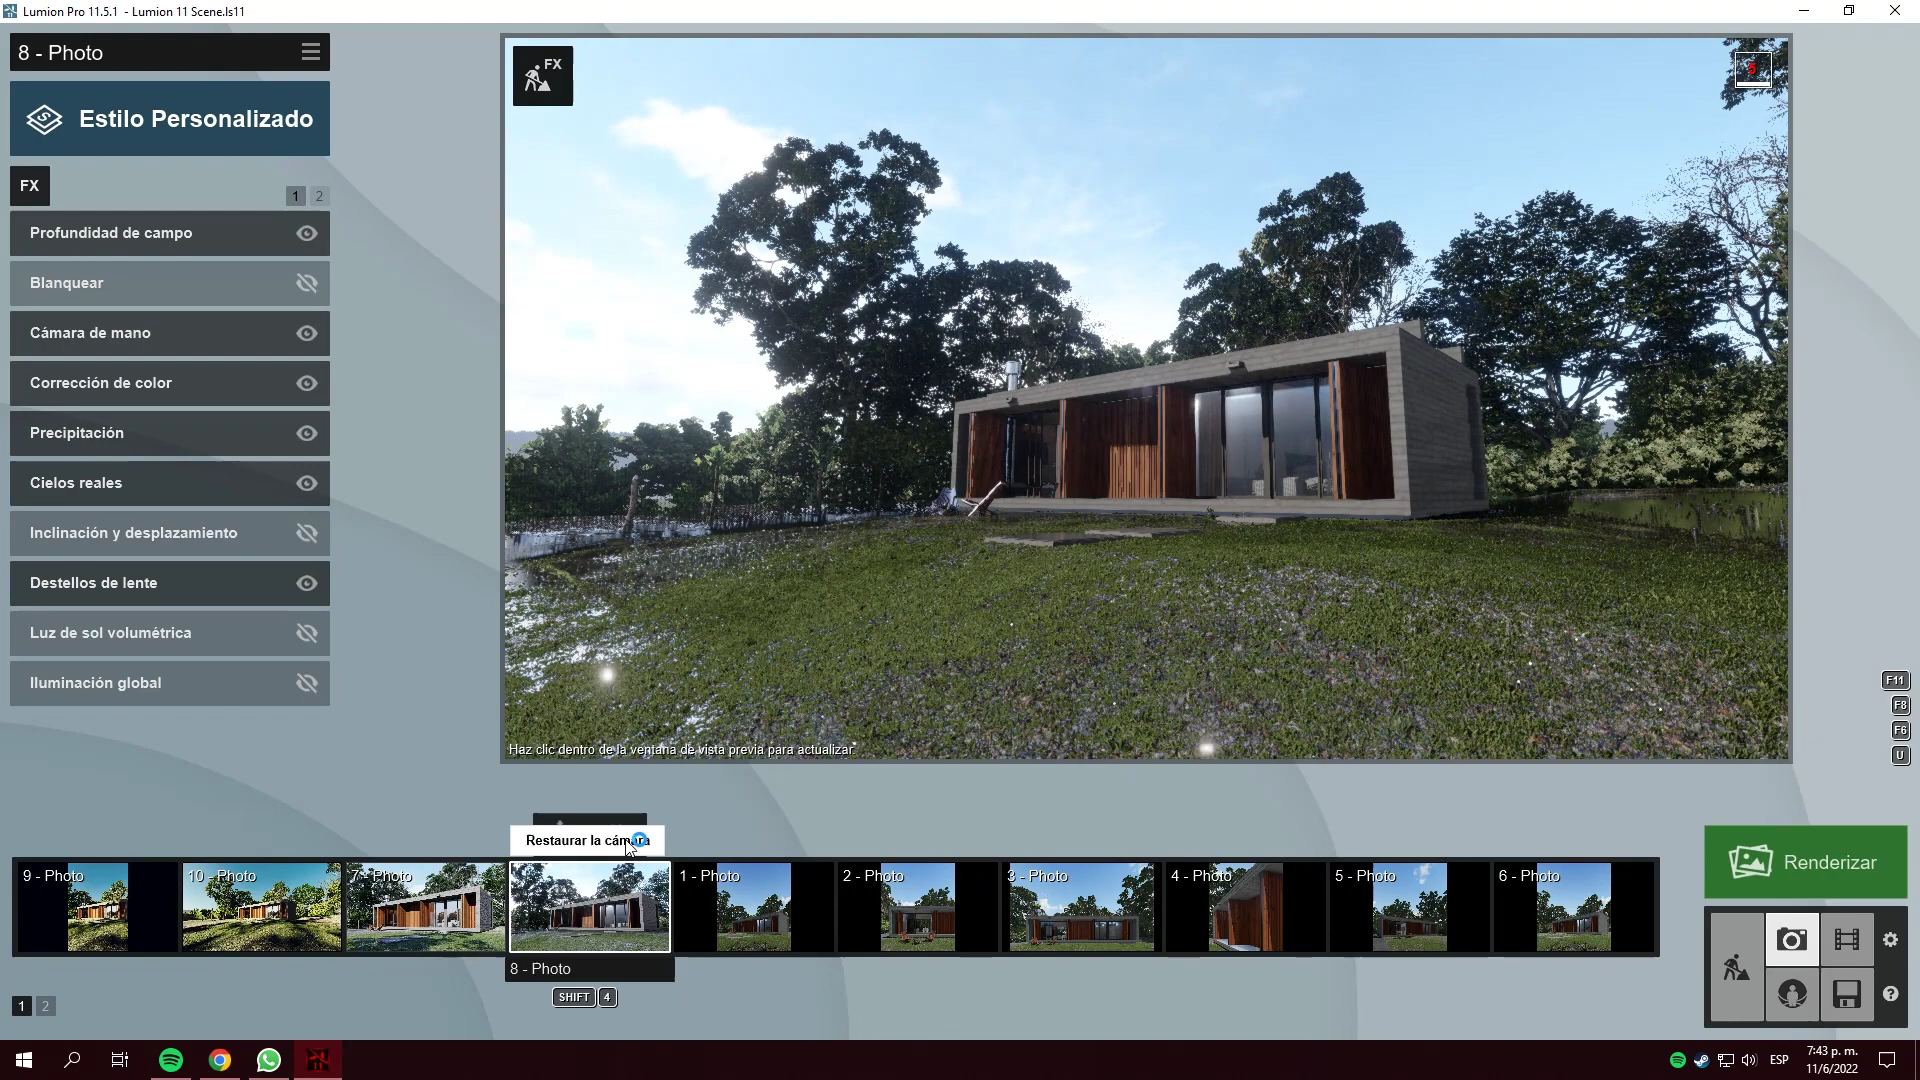 Lumion Pro 11.5.1 - Lumion 11 Scene.ls11
8 - Photo
Estilo Personalizado
FX
1 2
Profundidad de campo
Blanquear
Cámara de mano
Corrección de color
Precipitación
Cielos reales
Inclinación y desplazamiento
Destellos de lente
Luz de sol volumétrica
Iluminación global
FX
5
Haz clic dentro de la ventana de vista previa para actualizar
F11
F8
F6
U
Restaurar la cámara
9 - Photo
10 - Photo
7 - Photo
1 - Photo
2 - Photo
3 - Photo
4 - Photo
5 - Photo
6 - Photo
8 - Photo
SHIFT 4
1 2
Renderizar
?
ESP
7:43 p. m.
11/6/2022